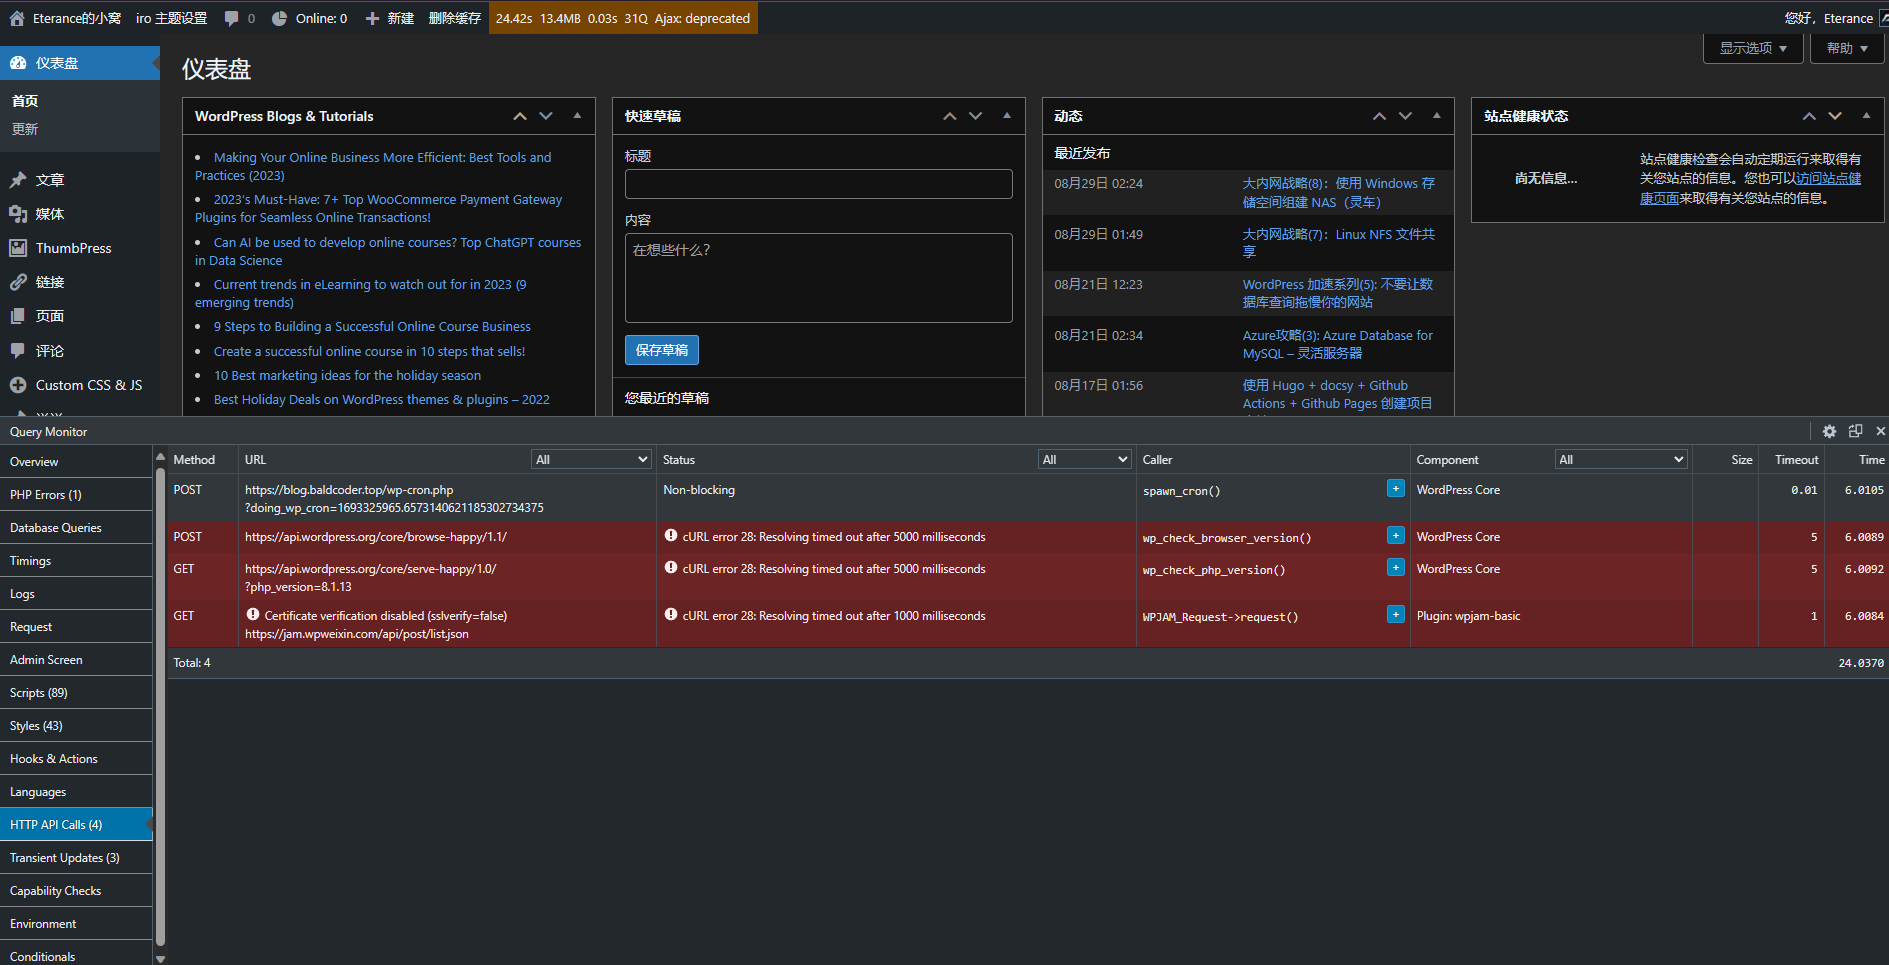 Eterance的小窝 iro 主题设置 0 Online: 0 新建 删除缓存 24.42s 13.4MB 0.03s 31Q Ajax: deprecated 您好，Eterance
仪表盘
首页
更新
文章
媒体
ThumbPress
链接
页面
评论
Custom CSS & JS
显示选项 帮助
仪表盘
WordPress Blogs & Tutorials
Making Your Online Business More Efficient: Best Tools and
Practices (2023)
2023's Must-Have: 7+ Top WooCommerce Payment Gateway
Plugins for Seamless Online Transactions!
Can AI be used to develop online courses? Top ChatGPT courses
in Data Science
Current trends in eLearning to watch out for in 2023 (9
emerging trends)
9 Steps to Building a Successful Online Course Business
Create a successful online course in 10 steps that sells!
10 Best marketing ideas for the holiday season
Best Holiday Deals on WordPress themes & plugins – 2022
快速草稿
标题
内容
在想些什么？
保存草稿
您最近的草稿
动态
最近发布
08月29日 02:24 大内网战略(8)：使用 Windows 存
储空间组建 NAS（灵车）
08月29日 01:49 大内网战略(7)：Linux NFS 文件共
享
08月21日 12:23 WordPress 加速系列(5): 不要让数
据库查询拖慢你的网站
08月21日 02:34 Azure攻略(3): Azure Database for
MySQL – 灵活服务器
08月17日 01:56 使用 Hugo + docsy + Github
Actions + Github Pages 创建项目
站点健康状态
尚无信息…
站点健康检查会自动定期运行来取得有
关您站点的信息。您也可以访问站点健
康页面来取得有关您站点的信息。
Query Monitor
Overview
PHP Errors (1)
Database Queries
Timings
Logs
Request
Admin Screen
Scripts (89)
Styles (43)
Hooks & Actions
Languages
HTTP API Calls (4)
Transient Updates (3)
Capability Checks
Environment
Conditionals
Method URL All Status All Caller Component All Size Timeout Time
POST https://blog.baldcoder.top/wp-cron.php Non-blocking spawn_cron() + WordPress Core 0.01 6.0105
?doing_wp_cron=1693325965.6573140621185302734375
POST https://api.wordpress.org/core/browse-happy/1.1/ cURL error 28: Resolving timed out after 5000 milliseconds wp_check_browser_version() + WordPress Core 5 6.0089
GET https://api.wordpress.org/core/serve-happy/1.0/ cURL error 28: Resolving timed out after 5000 milliseconds wp_check_php_version() + WordPress Core 5 6.0092
?php_version=8.1.13
GET Certificate verification disabled (sslverify=false) cURL error 28: Resolving timed out after 1000 milliseconds WPJAM_Request->request() + Plugin: wpjam-basic 1 6.0084
https://jam.wpweixin.com/api/post/list.json
Total: 4 24.0370